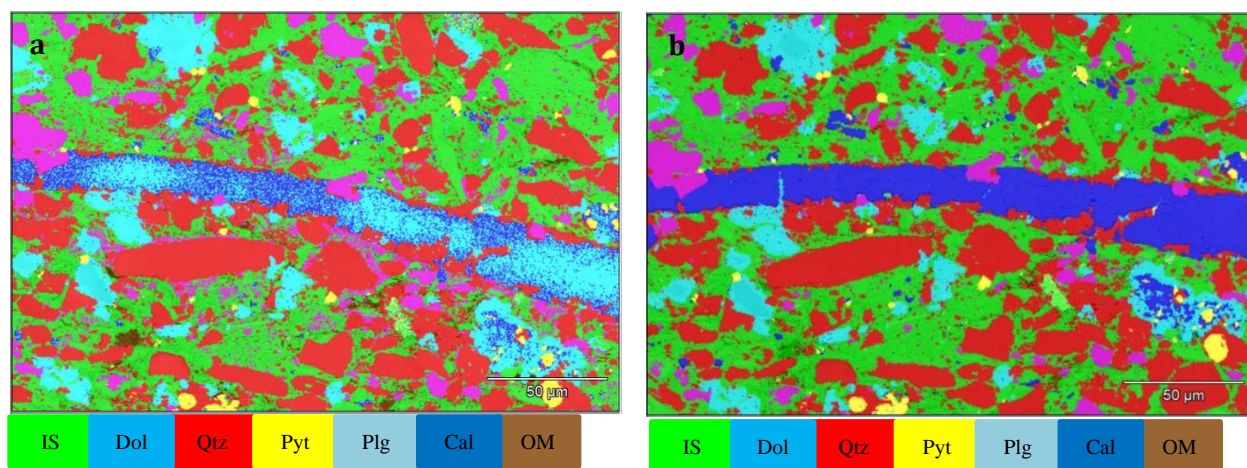 a
b
50 µm
50 µm
IS Dol Qtz Pyt Plg Cal OM
IS Dol Qtz Pyt Plg Cal OM